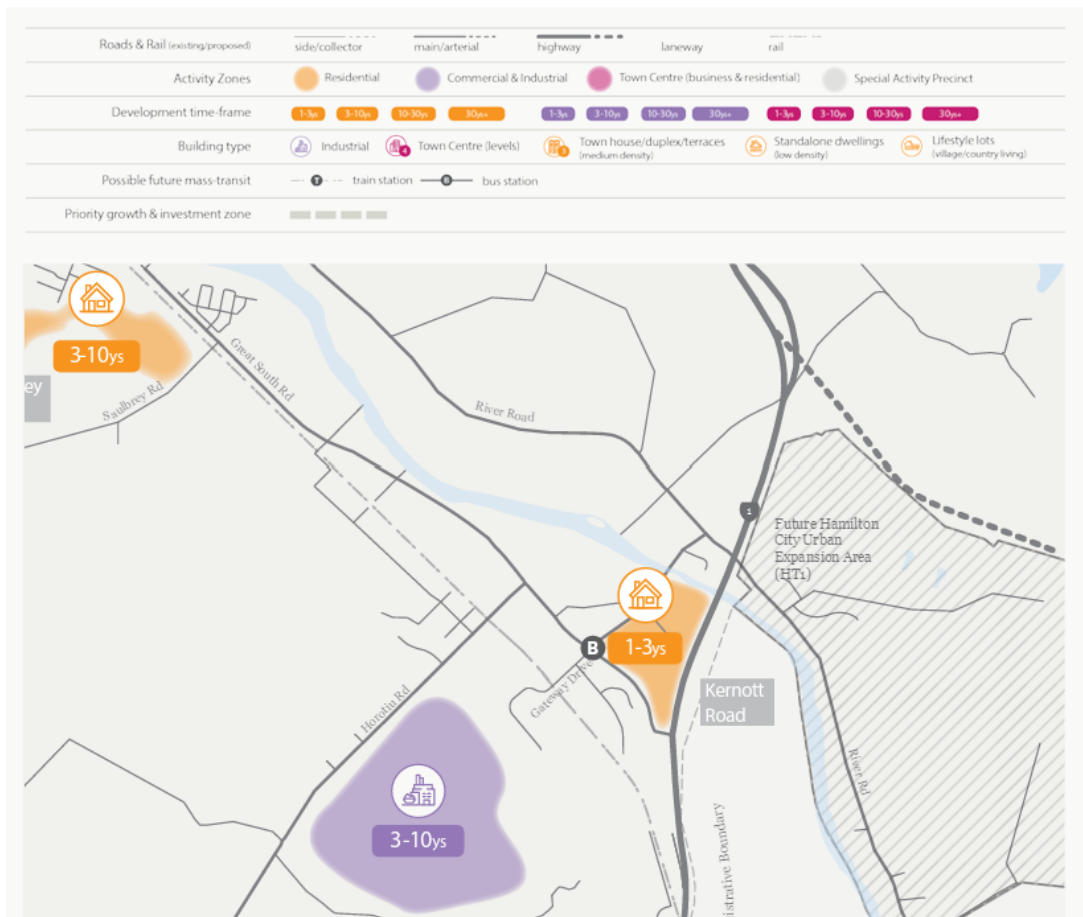 Roads & Rail (existing/proposed)
side/collector
main/arterial
highway
laneway
rail
Activity Zones
Residential
Commercial & Industrial
Town Centre (business & residential)
Special Activity Precinct
Development time-frame
1-3ys
3-10ys
10-30ys
30ys+
1-3ys
3-10ys
10-30ys
30ys+
1-3ys
3-10ys
10-30ys
30ys+
Building type
Industrial
4
Town Centre (levels)
3
Town house/duplex/terraces
(medium density)
Standalone dwellings
(low density)
Lifestyle lots
(village/country living)
Possible future mass-transit
T
train station
B
bus station
Priority growth & investment zone
3-10ys
ey
Saulbrey Rd
Great South Rd
River Road
1
Future Hamilton
City Urban
Expansion Area
(HT1)
1-3ys
B
Gateway Drive
Kernott
Road
Horotiu Rd
River Rd
3-10ys
istrative Boundary